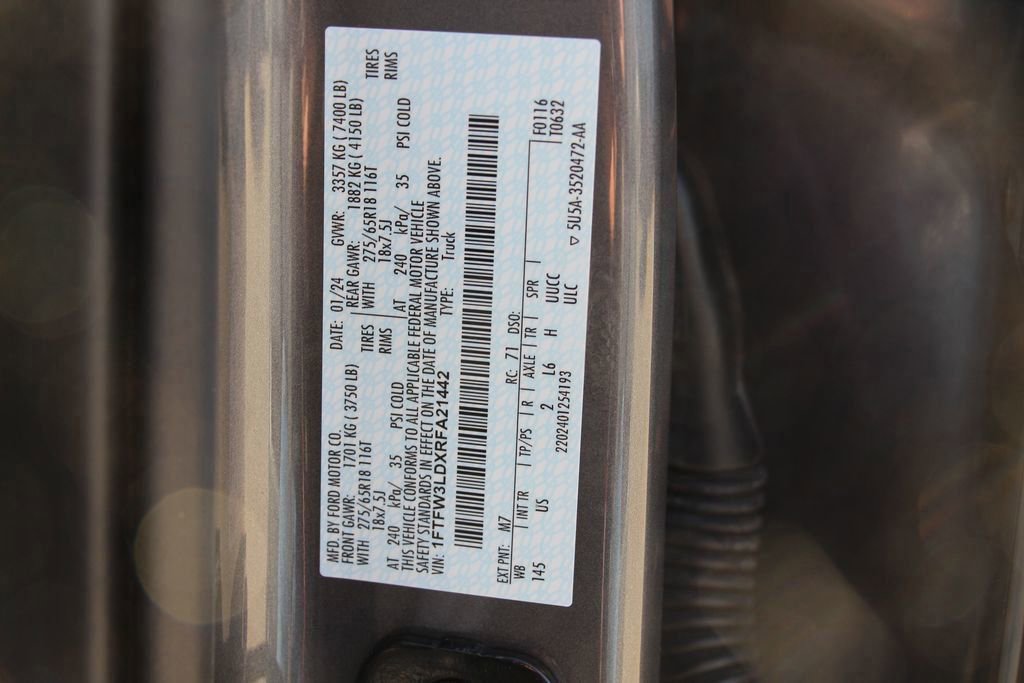 MFD. BY FORD MOTOR CO. DATE: 01/24 GVWR: 3357 KG ( 7400 LB)
FRONT GAWR: 1701 KG ( 3750 LB) REAR GAWR: 1882 KG ( 4150 LB)
WITH 275/65R18 116T TIRES WITH 275/65R18 116T TIRES
18x7.5J RIMS 18x7.5J RIMS
AT 240 kPa/ 35 PSI COLD AT 240 kPa/ 35 PSI COLD
THIS VEHICLE CONFORMS TO ALL APPLICABLE FEDERAL MOTOR VEHICLE
SAFETY STANDARDS IN EFFECT ON THE DATE OF MANUFACTURE SHOWN ABOVE.
VIN: 1FTFW3LDXRFA21442 TYPE: Truck
EXT PNT: M7 RC: 71 DSO: F0116
WB INT TR TP/PS R AXLE TR SPR T0632
145 US 2 L6 H UUCC
2202401254193 ULC ▽ 5U5A-3520472-AA